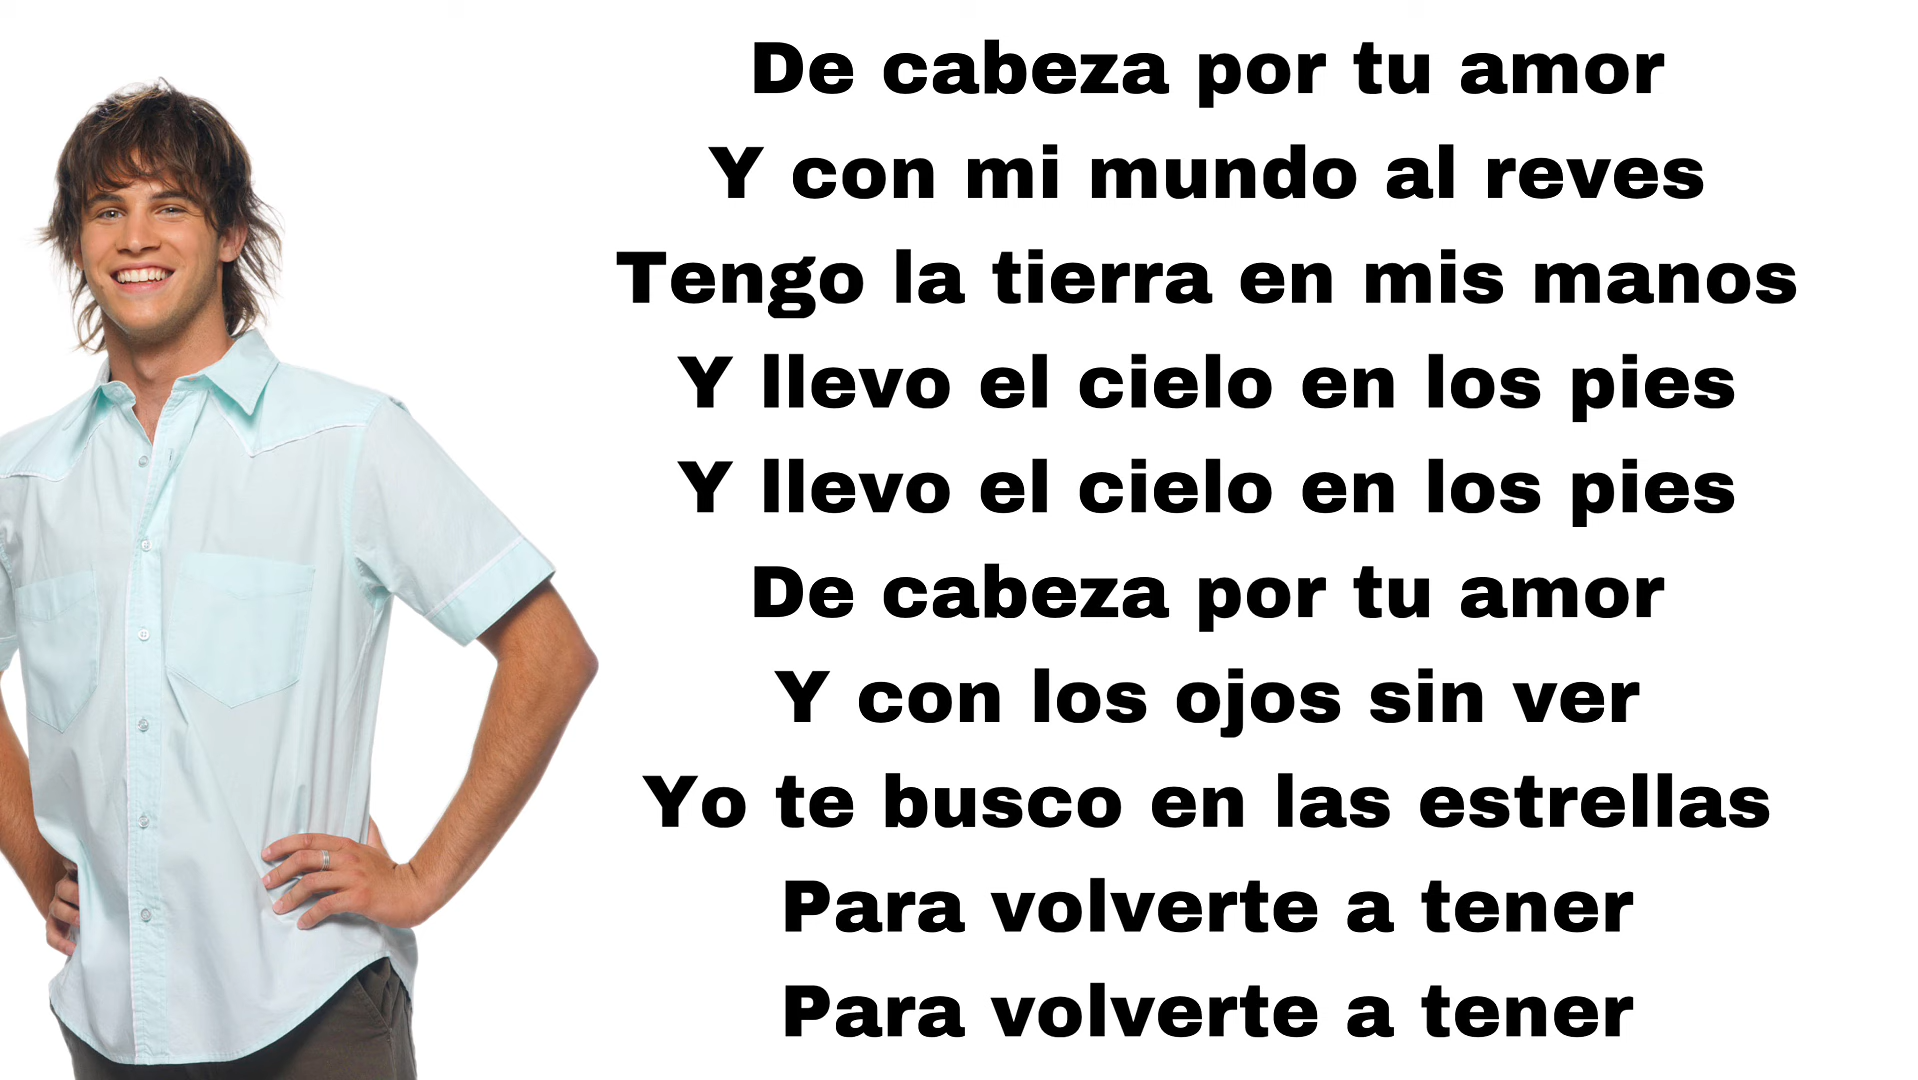 De cabeza por tu amor
Y con mi mundo al reves
Tengo la tierra en mis manos
Y llevo el cielo en los pies
Y llevo el cielo en los pies
De cabeza por tu amor
Y con los ojos sin ver
Yo te busco en las estrellas
Para volverte a tener
Para volverte a tener